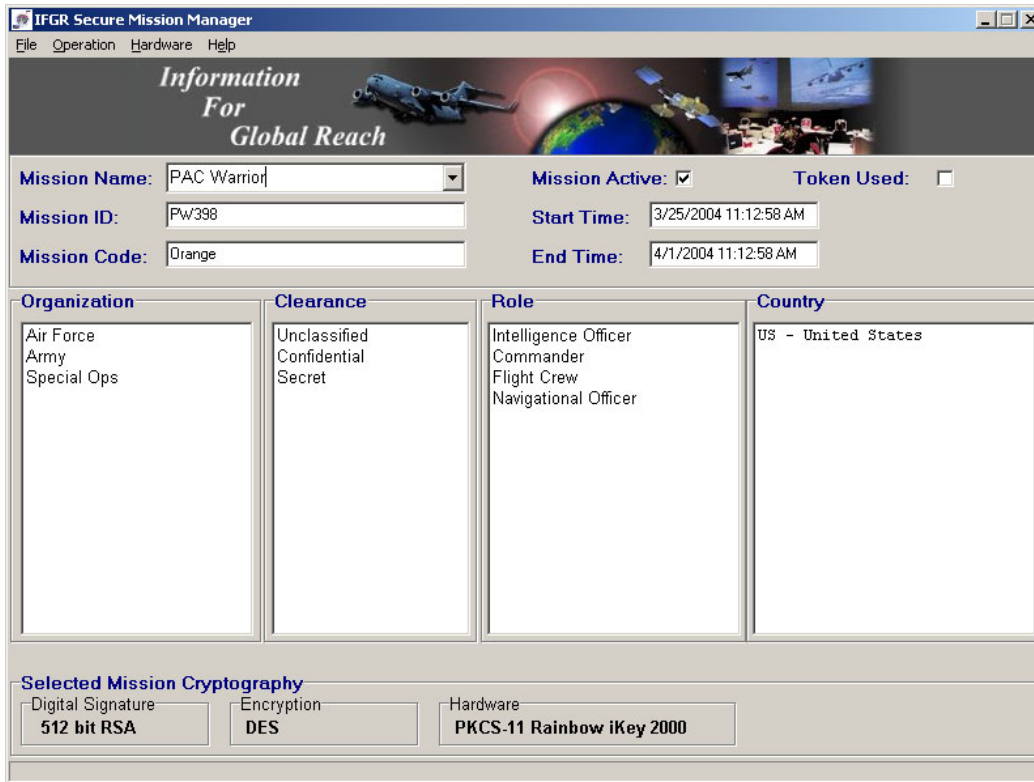 IFGR Secure Mission Manager
File Operation Hardware Help
Information
For
Global Reach
Mission Name: PAC Warrior Mission Active: Token Used:
Mission ID: PW398 Start Time: 3/25/2004 11:12:58 AM
Mission Code: Orange End Time: 4/1/2004 11:12:58 AM
Organization Clearance Role Country
Air Force Unclassified Intelligence Officer US - United States
Army Confidential Commander
Special Ops Secret Flight Crew
Navigational Officer
Selected Mission Cryptography
Digital Signature Encryption Hardware
512 bit RSA DES PKCS-11 Rainbow iKey 2000